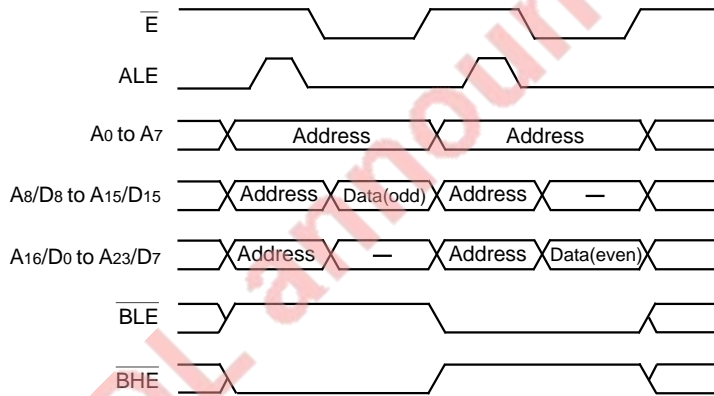 E
ALE
A0 to A7 Address Address
A8/D8 to A15/D15 Address Data(odd) Address –
A16/D0 to A23/D7 Address – Address Data(even)
BLE
BHE